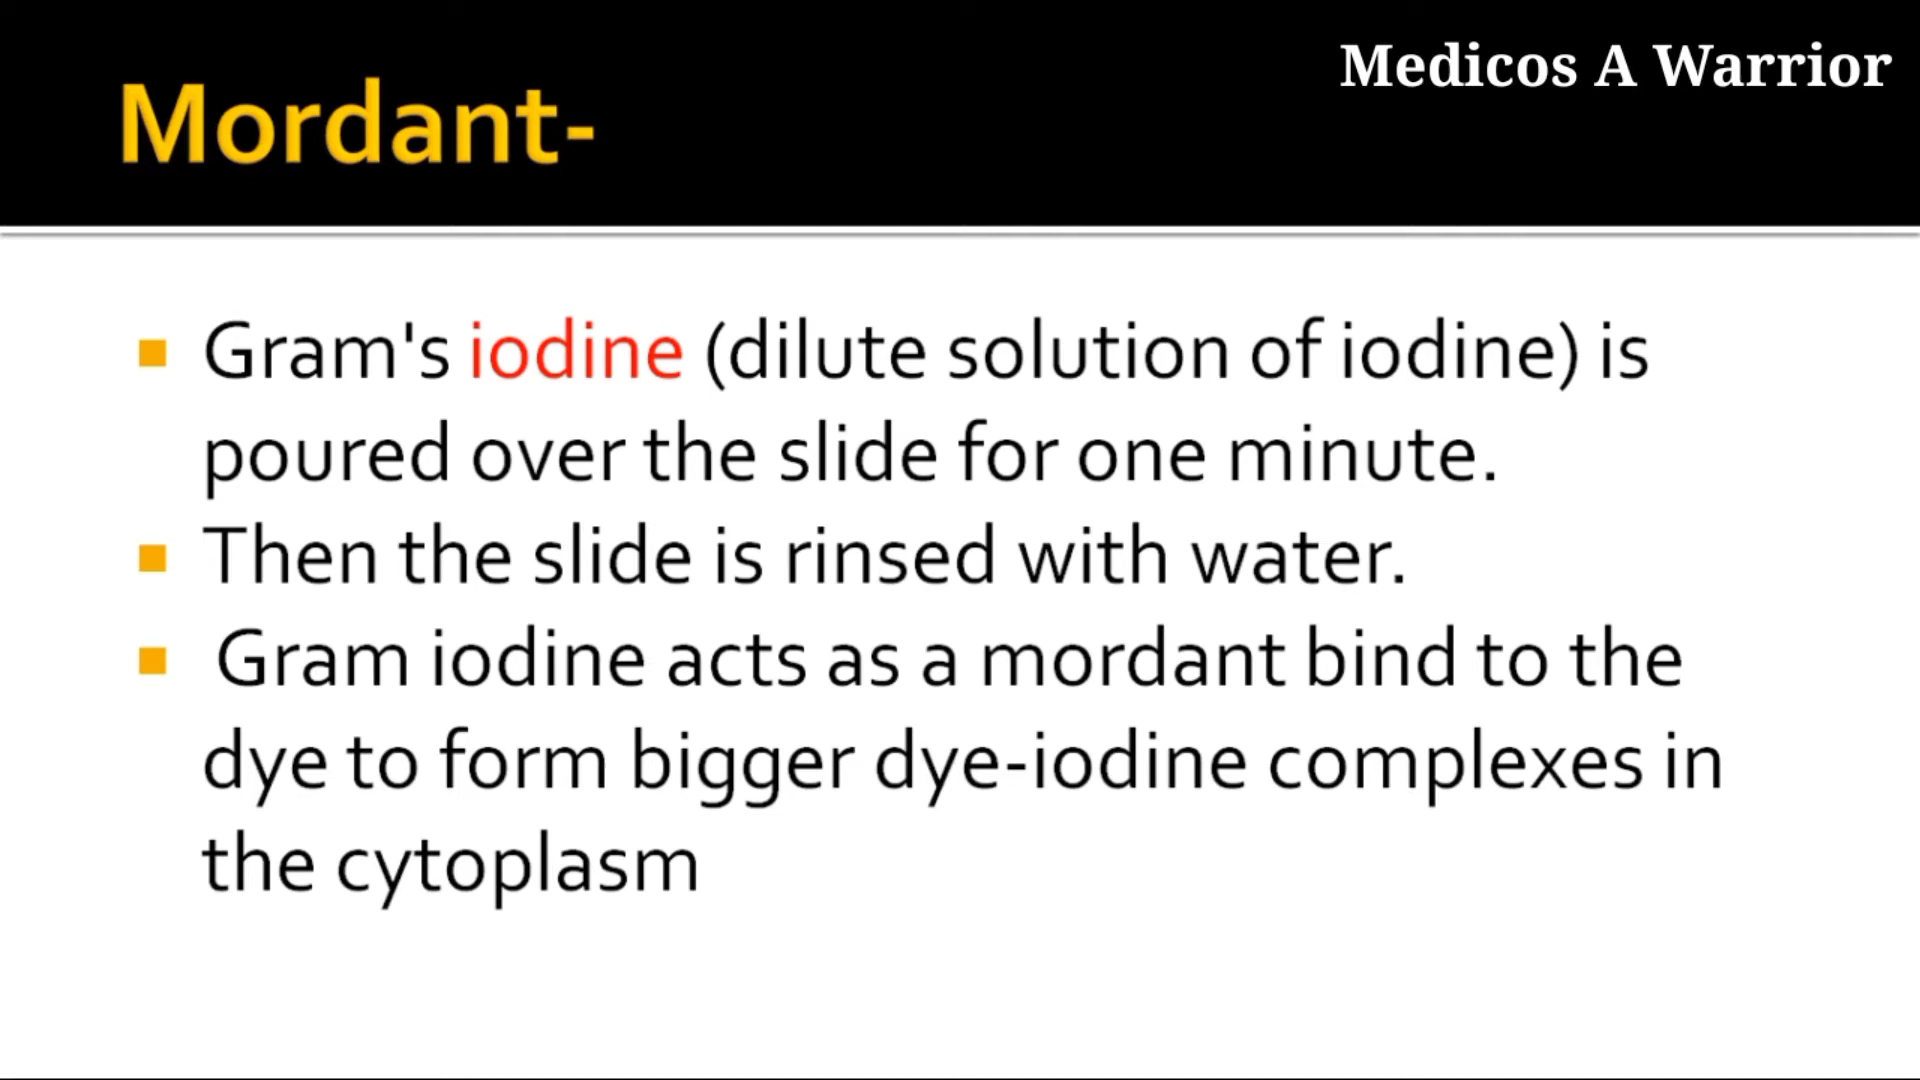 Medicos A Warrior
Mordant-
Gram's iodine (dilute solution of iodine) is
poured over the slide for one minute.
Then the slide is rinsed with water.
Gram iodine acts as a mordant bind to the
dye to form bigger dye-iodine complexes in
the cytoplasm